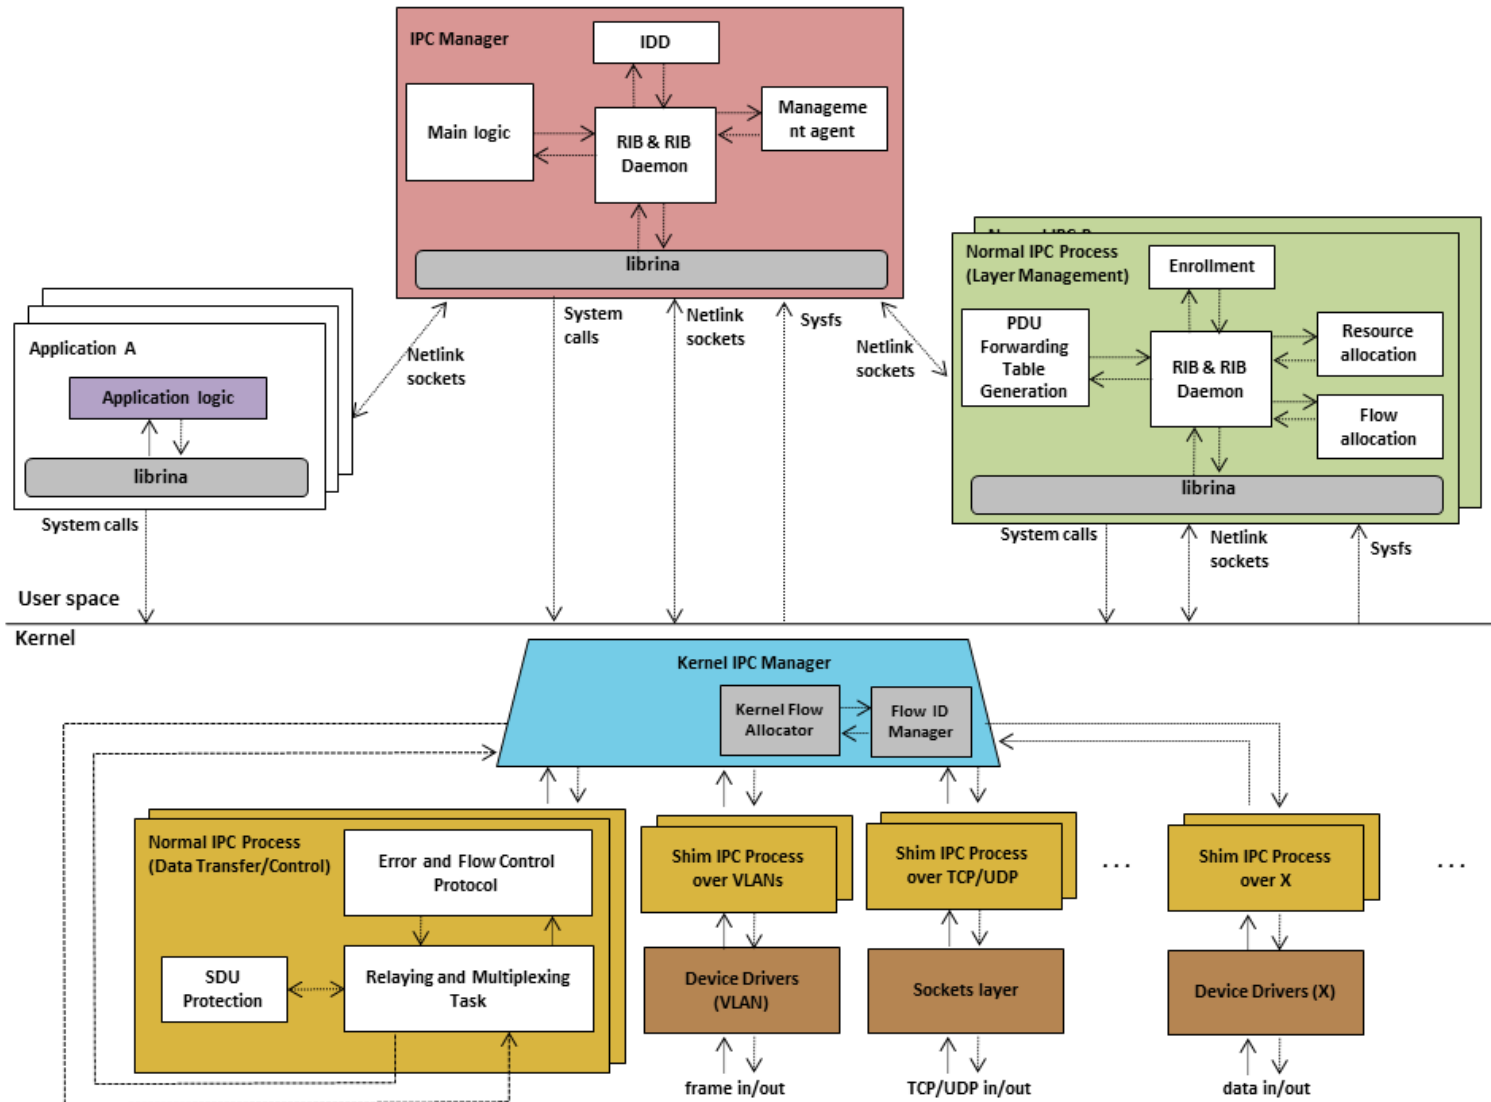 IPC Manager
IDD
Main logic
RIB & RIB
Daemon
Manageme
nt agent
librina
Normal IPC Process
(Layer Management)
Enrollment
PDU
Forwarding
Table
Generation
RIB & RIB
Daemon
Resource
allocation
Flow
allocation
librina
Application A
Application logic
librina
Netlink
sockets
System
calls
Netlink
sockets
Sysfs
Netlink
sockets
System calls
System calls
Netlink
sockets
Sysfs
User space
Kernel
Kernel IPC Manager
Kernel Flow
Allocator
Flow ID
Manager
Normal IPC Process
(Data Transfer/Control)
Error and Flow Control
Protocol
SDU
Protection
Relaying and Multiplexing
Task
Shim IPC Process
over VLANs
Shim IPC Process
over TCP/UDP
...
Shim IPC Process
over X
...
Device Drivers
(VLAN)
Sockets layer
Device Drivers (X)
frame in/out
TCP/UDP in/out
data in/out